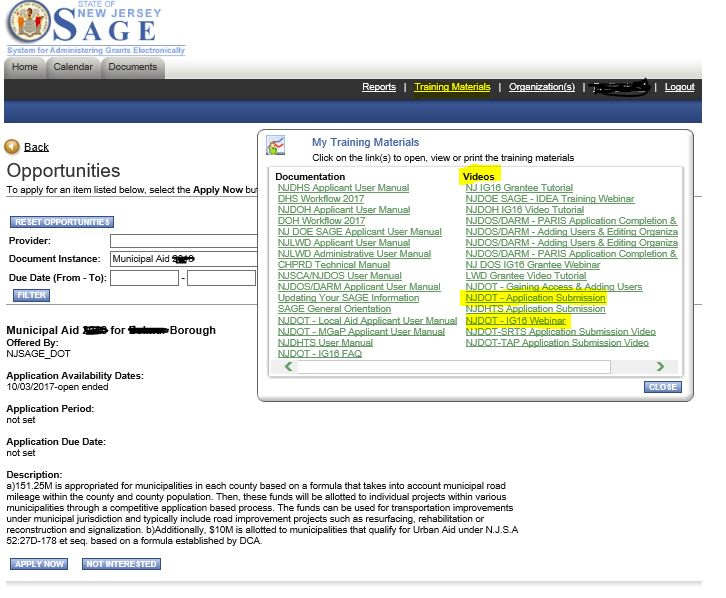 STATE OF
NEW JERSEY
SAGE
System for Administering Grants Electronically
Home
Calendar
Documents
Reports | Training Materials | Organization(s) | | Logout
Back
Opportunities
To apply for an item listed below, select the Apply Now
RESET OPPORTUNITIES
Provider:
Document Instance: Municipal Aid
Due Date (From - To): -
FILTER
My Training Materials
Click on the link(s) to open, view or print the training materials
Documentation
NJDHS Applicant User Manual
DHS Workflow 2017
NJDOH Applicant User Manual
DOH Workflow 2017
NJ DOE SAGE Applicant User Manual
NJLWD Applicant User Manual
NJLWD Administrative User Manual
CHPRD Technical Manual
NJSCA/NJDOS User Manual
NJDOS/DARM Applicant User Manual
Updating Your SAGE Information
SAGE General Orientation
NJDOT - Local Aid Applicant User Manual
NJDOT - MGaP Applicant User Manual
NJDHTS User Manual
NJDOT - IG16 FAQ
Videos
NJ IG16 Grantee Tutorial
NJDOE SAGE - IDEA Training Webinar
NJDOH IG16 Video Tutorial
NJDOS/DARM - PARIS Application Completion &
NJDOS/DARM - Adding Users & Editing Organiza
NJDOS/DARM - Adding Users & Editing Organiza
NJDOS/DARM - PARIS Application Completion &
NJ DOS IG16 Grantee Webinar
LWD Grantee Video Tutorial
NJDOT - Gaining Access & Adding Users
NJDOT - Application Submission
NJDHTS Application Submission
NJDOT - IG16 Webinar
NJDOT-SRTS Application Submission Video
NJDOT-TAP Application Submission Video
CLOSE
Municipal Aid for Borough
Offered By:
NJSAGE_DOT
Application Availability Dates:
10/03/2017-open ended
Application Period:
not set
Application Due Date:
not set
Description:
a)151.25M is appropriated for municipalities in each county based on a formula that takes into account municipal road
mileage within the county and county population. Then, these funds will be allotted to individual projects within various
municipalities through a competitive application based process. The funds can be used for transportation improvements
under municipal jurisdiction and typically include road improvement projects such as resurfacing, rehabilitation or
reconstruction and signalization. b)Additionally, $10M is allotted to municipalities that qualify for Urban Aid under N.J.S.A
52:27D-178 et seq. based on a formula established by DCA.
APPLY NOW
NOT INTERESTED